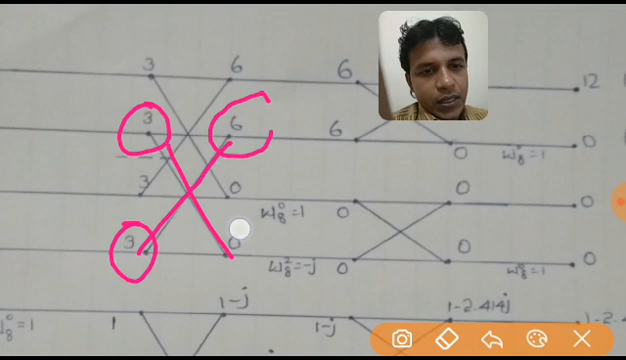 3 6 6 12
3 6 6 0 0 W₈⁰=1
3 0 W₈⁰=1 0 0 0
3 0 W₈²=-j 0 0 W₈⁰=1 0
1-2.414j
W₈⁰=1 1 1-j 1-j 1-2.